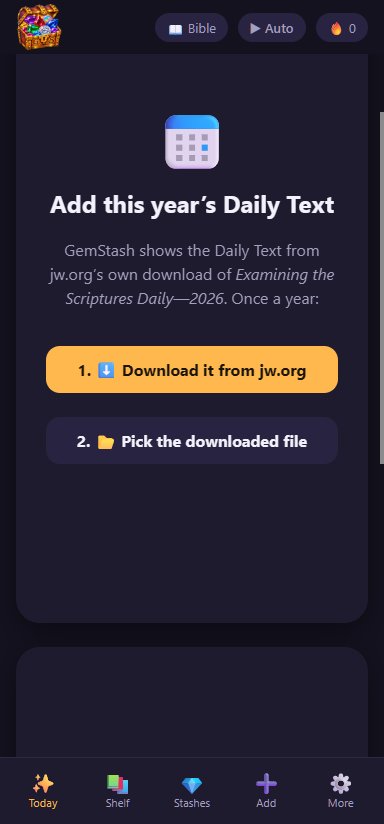 Bible
Auto
0
Add this year’s Daily Text
GemStash shows the Daily Text from
jw.org’s own download of Examining the
Scriptures Daily—2026. Once a year:
1. Download it from jw.org
2. Pick the downloaded file
Today
Shelf
Stashes
Add
More